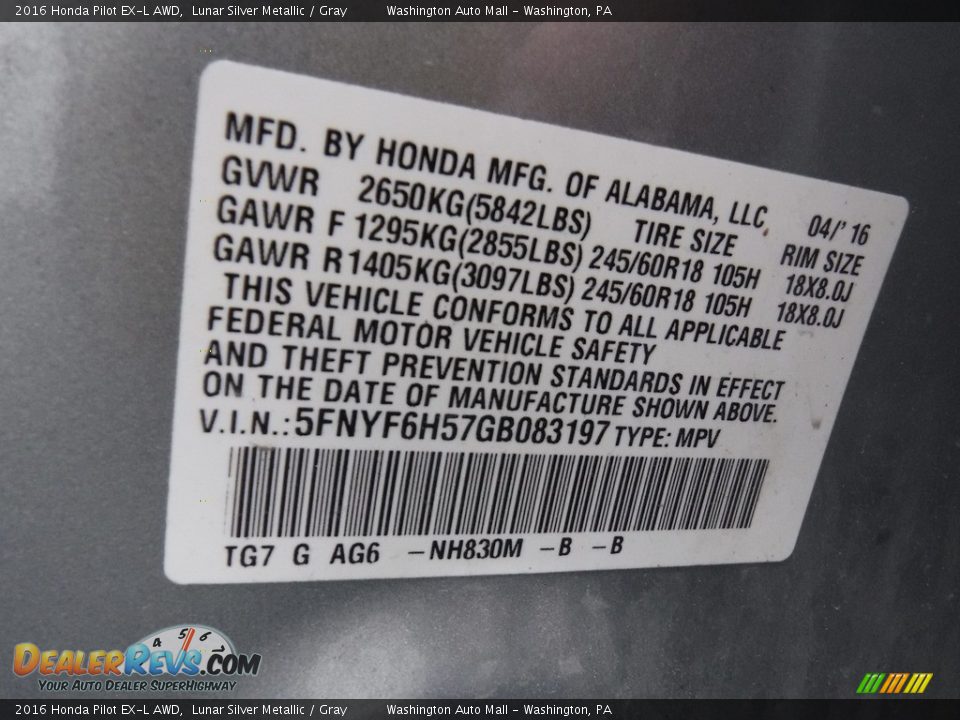 2016 Honda Pilot EX-L AWD, Lunar Silver Metallic / Gray Washington Auto Mall - Washington, PA
MFD. BY HONDA MFG. OF ALABAMA, LLC. 04/' 16
GVWR 2650KG(5842LBS) TIRE SIZE RIM SIZE
GAWR F 1295KG(2855LBS) 245/60R18 105H 18X8.0J
GAWR R 1405KG(3097LBS) 245/60R18 105H 18X8.0J
THIS VEHICLE CONFORMS TO ALL APPLICABLE
FEDERAL MOTOR VEHICLE SAFETY
AND THEFT PREVENTION STANDARDS IN EFFECT
ON THE DATE OF MANUFACTURE SHOWN ABOVE.
V.I.N.: 5FNYF6H57GB083197 TYPE: MPV
TG7 G AG6 -NH830M -B -B
4 5 6
DEALERREVS.COM
YOUR AUTO DEALER SUPERHIGHWAY
2016 Honda Pilot EX-L AWD, Lunar Silver Metallic / Gray Washington Auto Mall - Washington, PA